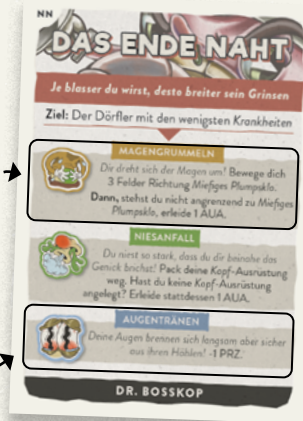 NN
DAS ENDE NAHT
Je blasser du wirst, desto breiter sein Grinsen
Ziel: Der Dörfler mit den wenigsten Krankheiten
MAGENGRUMMELN
Dir dreht sich der Magen um! Bewege dich
3 Felder Richtung Miefiges Plumpsklo.
Dann, stehst du nicht angrenzend zu Miefiges
Plumpsklo, erleide 1 AUA.
NIESANFALL
Du niest so stark, dass du dir beinahe das
Genick brichst! Pack deine Kopf-Ausrüstung
weg. Hast du keine Kopf-Ausrüstung
angelegt? Erleide stattdessen 1 AUA.
AUGENTRÄNEN
Deine Augen brennen sich langsam aber sicher
aus ihren Höhlen! -1 PRZ.
DR. BOSSKOP